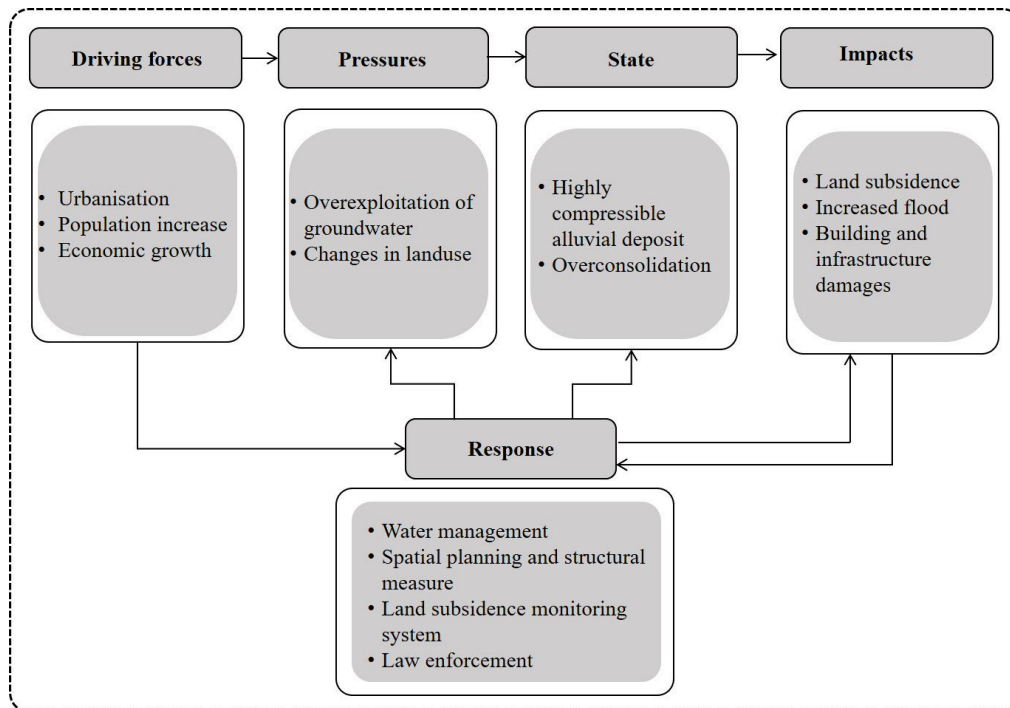 Driving forces
Pressures
State
Impacts
• Urbanisation
• Population increase
• Economic growth
• Overexploitation of
groundwater
• Changes in landuse
• Highly
compressible
alluvial deposit
• Overconsolidation
• Land subsidence
• Increased flood
• Building and
infrastructure
damages
Response
• Water management
• Spatial planning and structural
measure
• Land subsidence monitoring
system
• Law enforcement